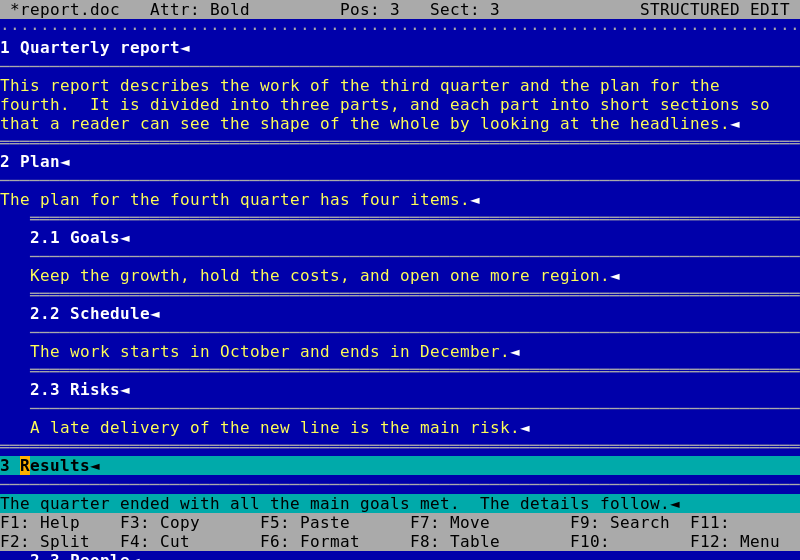 *report.doc   Attr: Bold         Pos: 3   Sect: 3              STRUCTURED EDIT
1 Quarterly report◄
This report describes the work of the third quarter and the plan for the
fourth.  It is divided into three parts, and each part into short sections so
that a reader can see the shape of the whole by looking at the headlines.◄
2 Plan◄
The plan for the fourth quarter has four items.◄
2.1 Goals◄
Keep the growth, hold the costs, and open one more region.◄
2.2 Schedule◄
The work starts in October and ends in December.◄
2.3 Risks◄
A late delivery of the new line is the main risk.◄
3 Results◄
The quarter ended with all the main goals met.  The details follow.◄
F1: Help    F3: Copy      F5: Paste      F7: Move        F9: Search  F11:
F2: Split   F4: Cut       F6: Format     F8: Table       F10:        F12: Menu
2.3 People◄